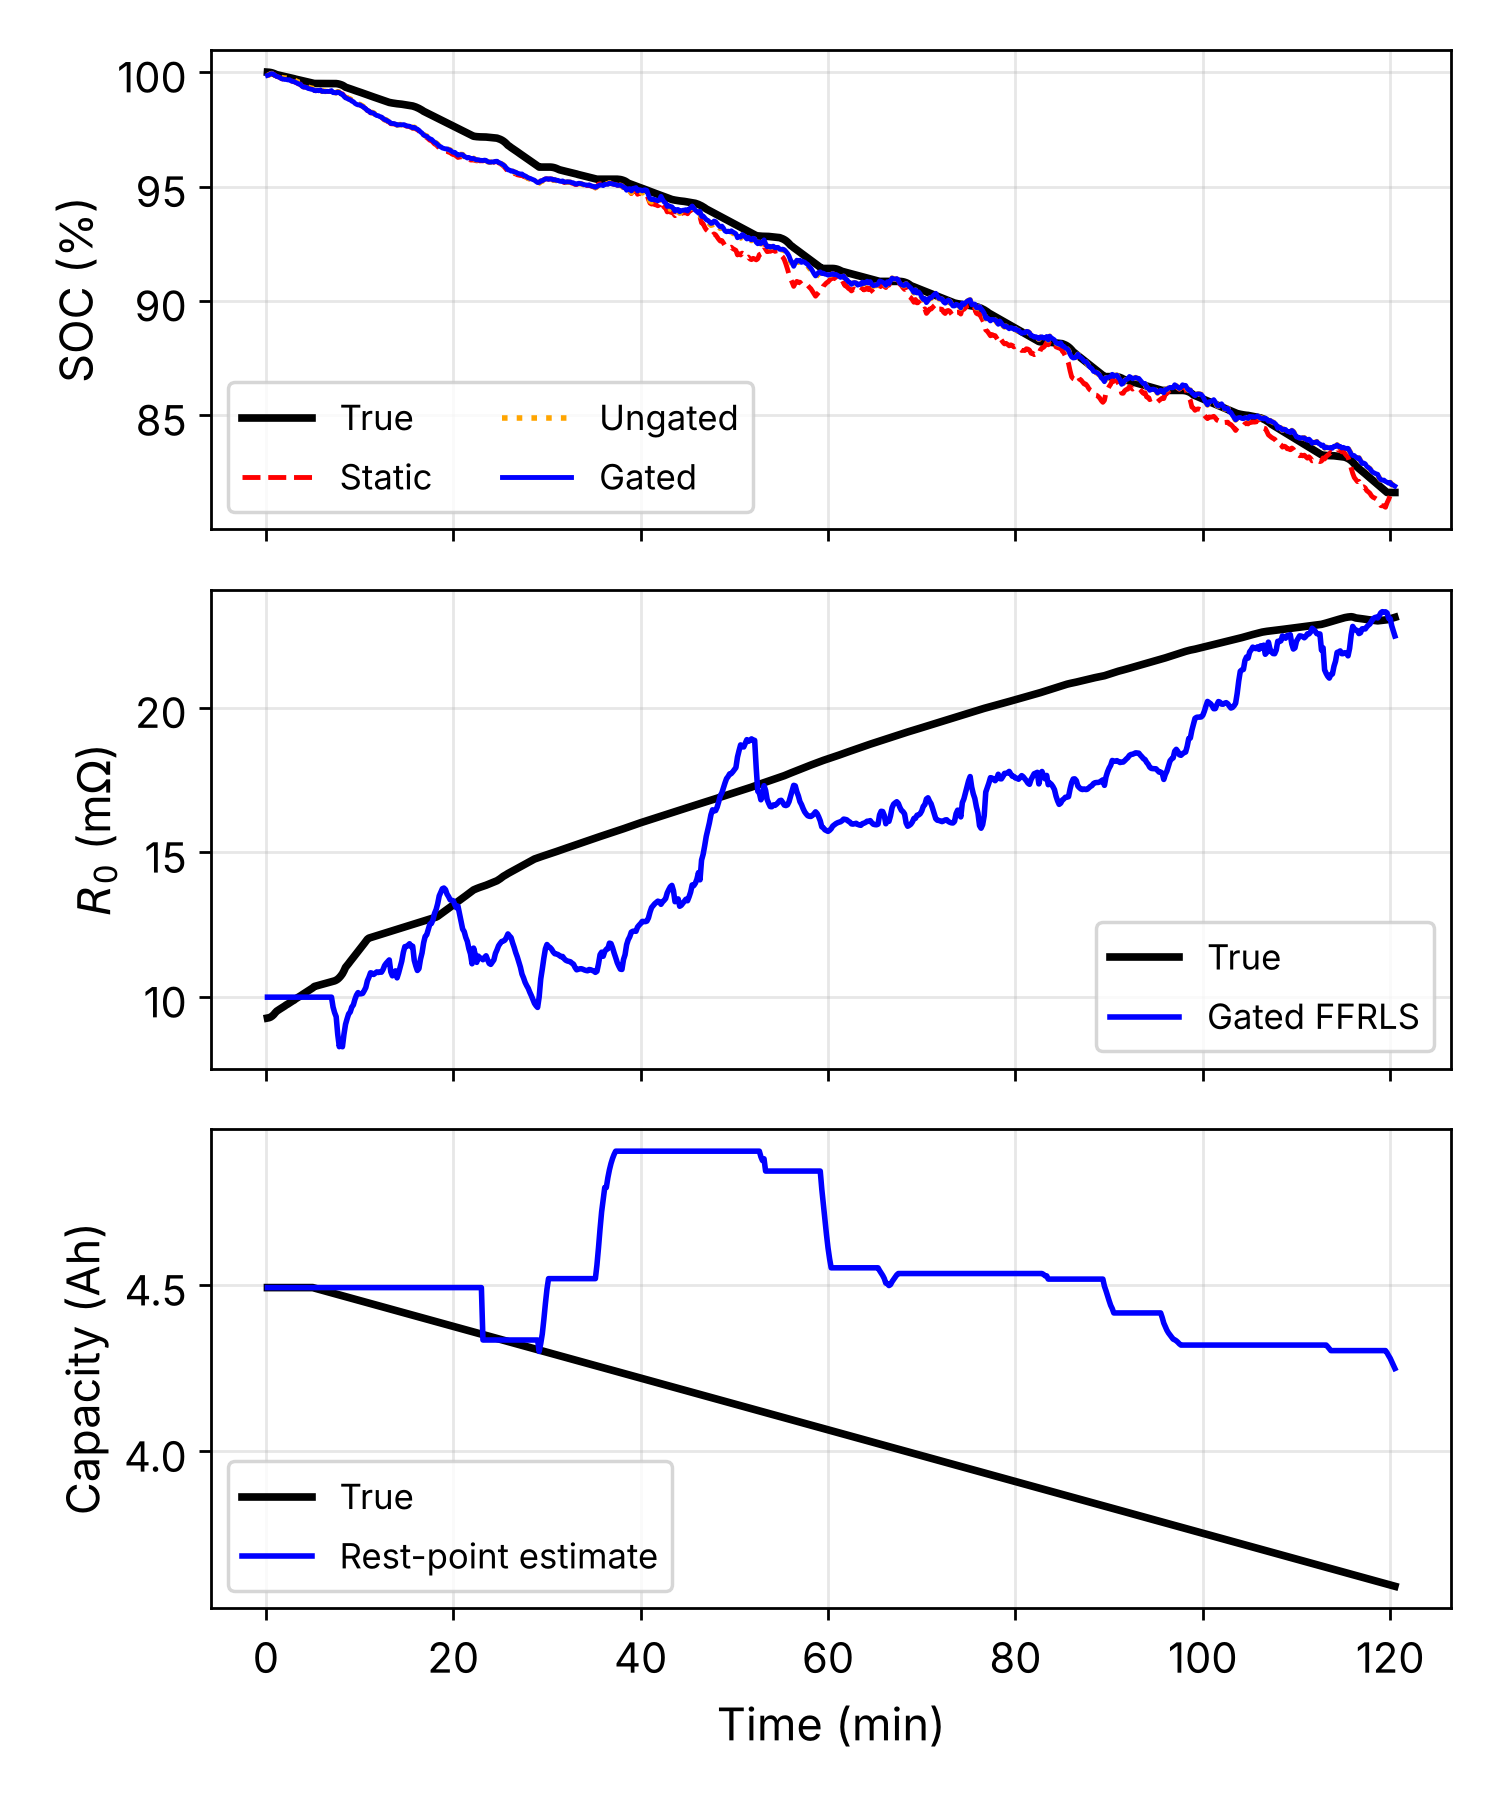 100
95
90
85
SOC (%)
True
Static
Ungated
Gated
20
15
10
R0 (mΩ)
True
Gated FFRLS
4.5
4.0
Capacity (Ah)
True
Rest-point estimate
0 20 40 60 80 100 120
Time (min)